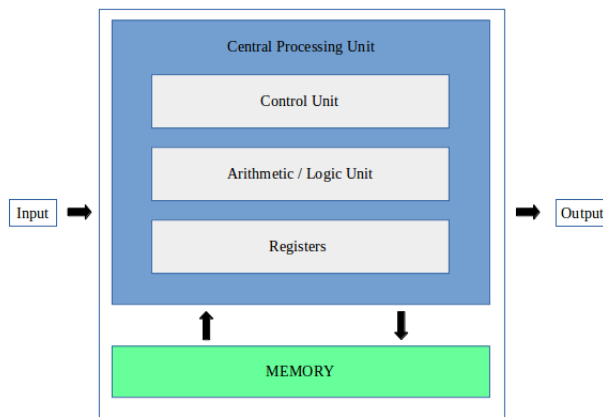 Central Processing Unit
Control Unit
Arithmetic / Logic Unit
Input
Output
Registers
MEMORY